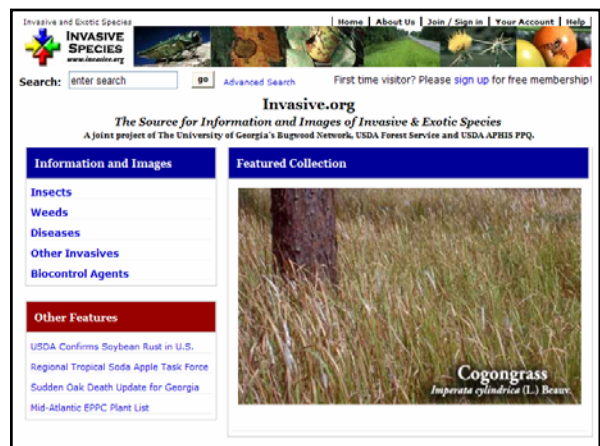 Invasive and Exotic Species
Home | About Us | Join / Sign in | Your Account | Help
INVASIVE
SPECIES
www.invasive.org
Search: enter search go Advanced Search First time visitor? Please sign up for free membership!
Invasive.org
The Source for Information and Images of Invasive & Exotic Species
A joint project of The University of Georgia's Bugwood Network, USDA Forest Service and USDA APHIS PPQ.
Information and Images
Insects
Weeds
Diseases
Other Invasives
Biocontrol Agents
Other Features
USDA Confirms Soybean Rust in U.S.
Regional Tropical Soda Apple Task Force
Sudden Oak Death Update for Georgia
Mid-Atlantic EPPC Plant List
Featured Collection
Cogongrass
Imperata cylindrica (L.) Beauv.